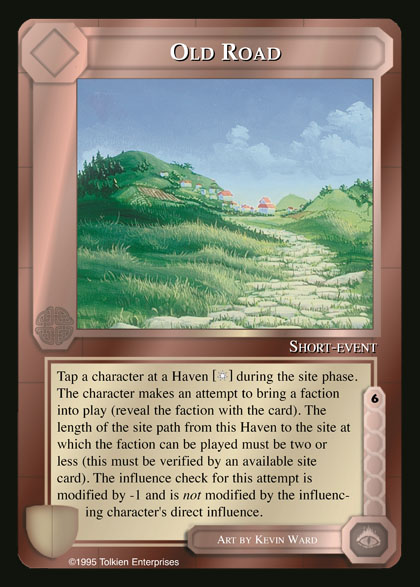 OLD ROAD
SHORT-EVENT
Tap a character at a Haven [ ] during the site phase.
The character makes an attempt to bring a faction
into play (reveal the faction with the card). The
length of the site path from this Haven to the site at
which the faction can be played must be two or
less (this must be verified by an available site
card). The influence check for this attempt is
modified by -1 and is not modified by the influenc-
ing character's direct influence.
6
ART BY KEVIN WARD
©1995 Tolkien Enterprises